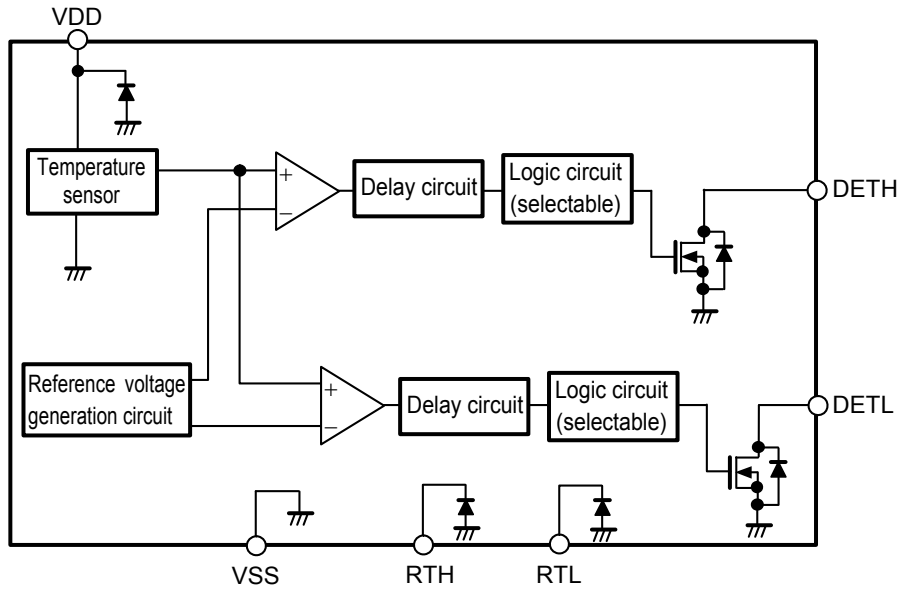 VDD
Temperature
sensor
+
−
Delay circuit
Logic circuit
(selectable)
DETH
Reference voltage
generation circuit
+
−
Delay circuit
Logic circuit
(selectable)
DETL
VSS
RTH
RTL